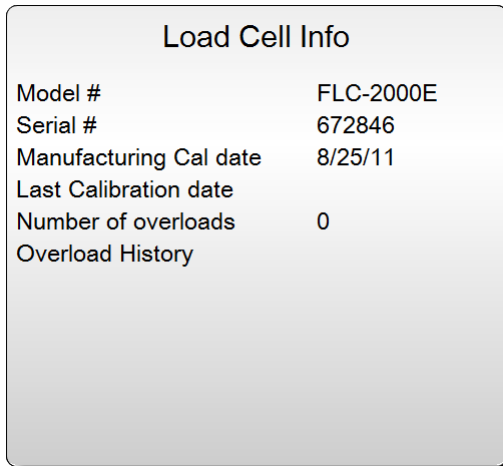 Load Cell Info
Model # FLC-2000E
Serial # 672846
Manufacturing Cal date 8/25/11
Last Calibration date
Number of overloads 0
Overload History